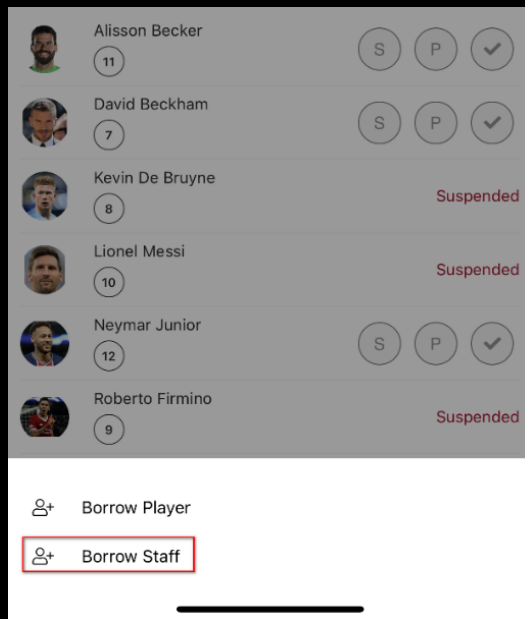 Alisson Becker
11
S P
David Beckham
7
S P
Kevin De Bruyne
8
Suspended
Lionel Messi
10
Suspended
Neymar Junior
12
S P
Roberto Firmino
9
Suspended
Borrow Player
Borrow Staff